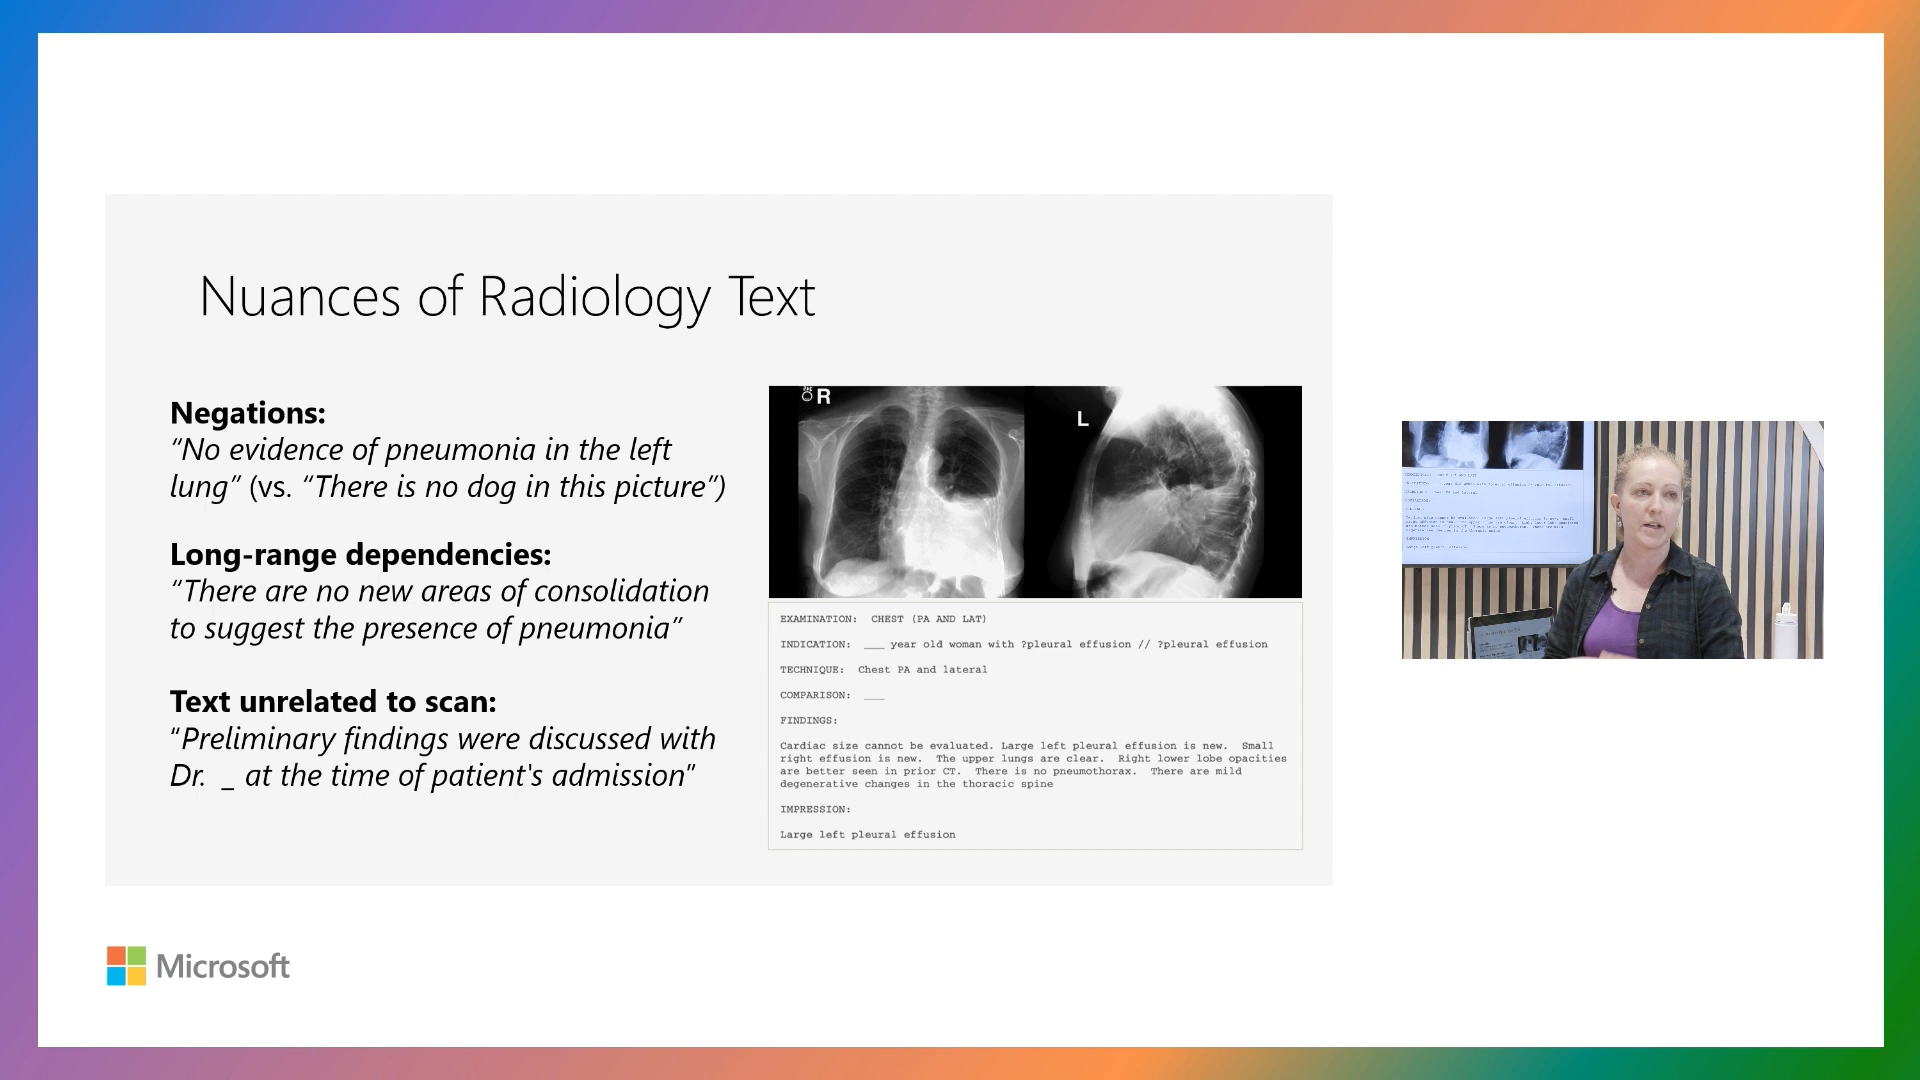 Nuances of Radiology Text
Negations:
“No evidence of pneumonia in the left
lung” (vs. “There is no dog in this picture”)
Long-range dependencies:
“There are no new areas of consolidation
to suggest the presence of pneumonia”
Text unrelated to scan:
“Preliminary findings were discussed with
Dr. _ at the time of patient's admission”
R
L
EXAMINATION: CHEST (PA AND LAT)
INDICATION: ___ year old woman with ?pleural effusion // ?pleural effusion
TECHNIQUE: Chest PA and lateral
COMPARISON: ___
FINDINGS:
Cardiac size cannot be evaluated. Large left pleural effusion is new. Small
right effusion is new. The upper lungs are clear. Right lower lobe opacities
are better seen in prior CT. There is no pneumothorax. There are mild
degenerative changes in the thoracic spine
IMPRESSION:
Large left pleural effusion
Microsoft